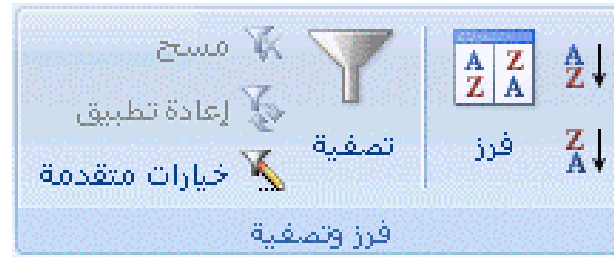 A Z
Z A
A Z
Z A
فرز
تصفية
مسح
إعادة تطبيق
خيارات متقدمة
فرز وتصفية